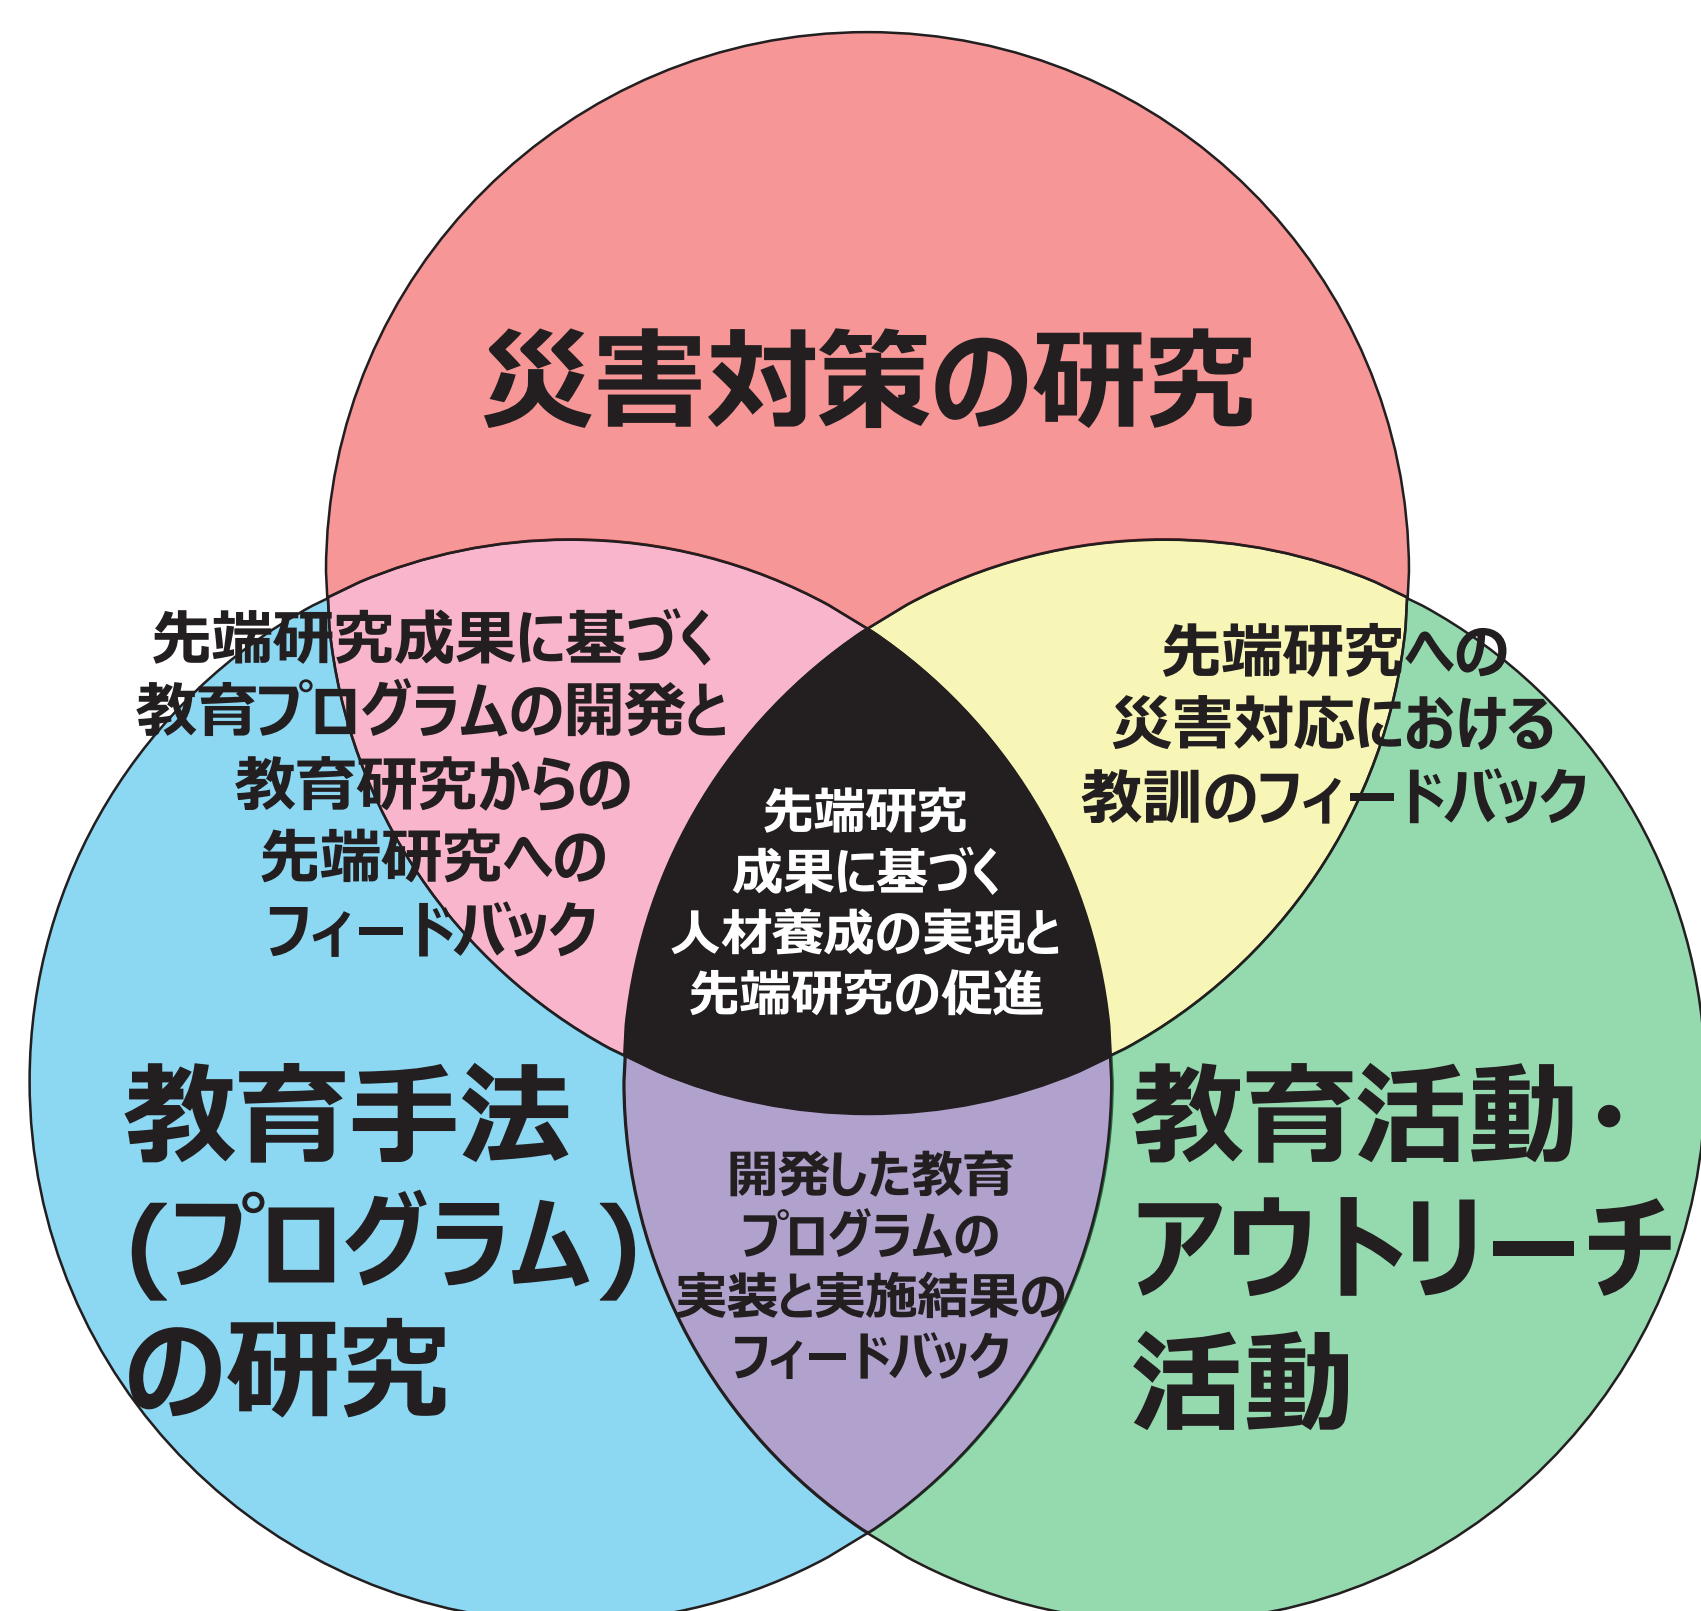 災害対策の研究
先端研究成果に基づく
教育プログラムの開発と
教育研究からの
先端研究への
フィードバック
先端研究への
災害対応における
教訓のフィードバック
先端研究
成果に基づく
人材養成の実現と
先端研究の促進
教育手法
(プログラム)
の研究
教育活動・
アウトリーチ
活動
開発した教育
プログラムの
実装と実施結果の
フィードバック